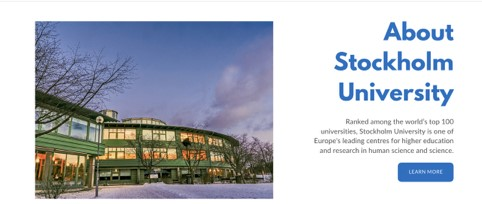 About
Stockholm
University
Ranked among the world's top 100
universities, Stockholm University is one of
Europe's leading centres for higher education
and research in human science and science.
LEARN MORE